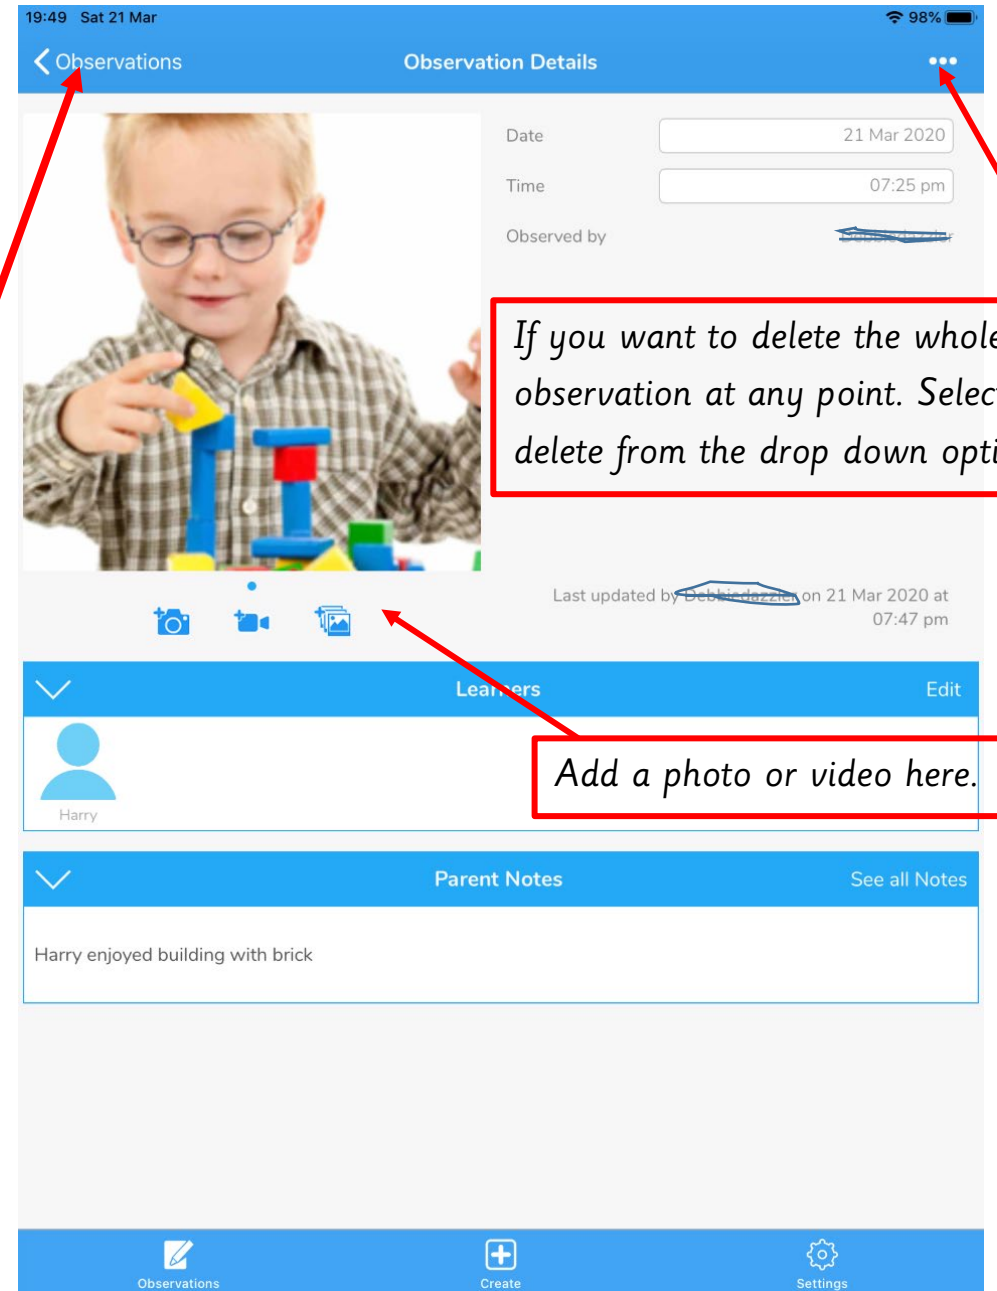 19:49 Sat 21 Mar 98%
Observations Observation Details
Date 21 Mar 2020
Time 07:25 pm
Observed by
If you want to delete the whole
observation at any point. Select
delete from the drop down opti
Last updated by Debbiedazzler on 21 Mar 2020 at
07:47 pm
Learners Edit
Harry
Add a photo or video here.
Parent Notes See all Notes
Harry enjoyed building with brick
Observations Create Settings